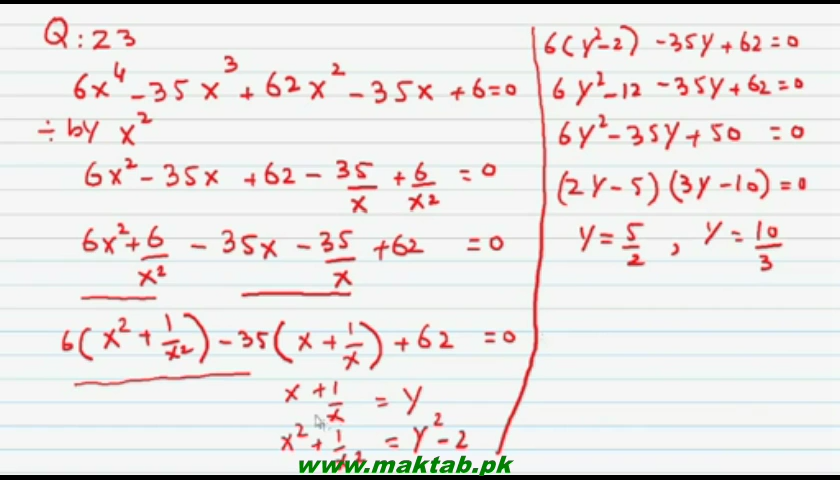 Q: 23
6x⁴ - 35x³ + 62x² - 35x + 6 = 0
÷ by x²
6x² - 35x + 62 - 35/x + 6/x² = 0
6x² + 6/x² - 35x - 35/x + 62 = 0
6(x² + 1/x²) - 35(x + 1/x) + 62 = 0
x + 1/x = y
x² + 1/x² = y² - 2
6(y² - 2) - 35y + 62 = 0
6y² - 12 - 35y + 62 = 0
6y² - 35y + 50 = 0
(2y - 5)(3y - 10) = 0
y = 5/2 , y = 10/3
www.maktab.pk